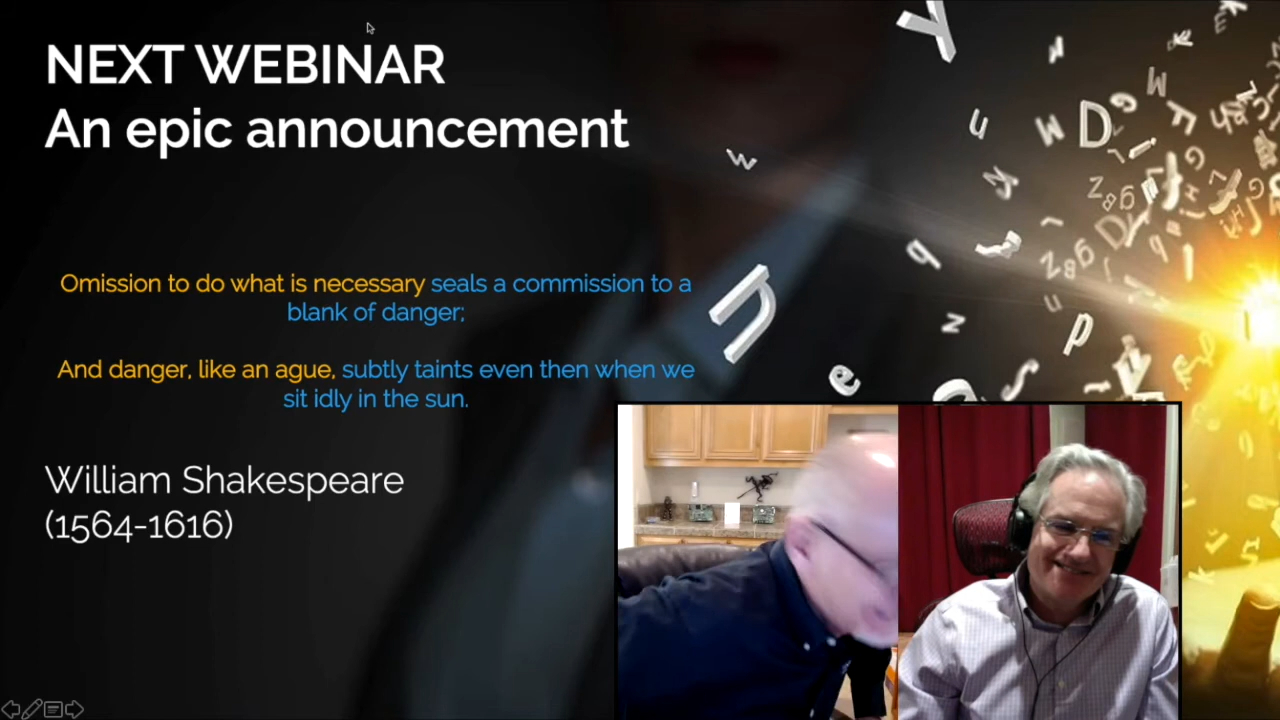 NEXT WEBINAR
An epic announcement
Omission to do what is necessary seals a commission to a
blank of danger;
And danger, like an ague, subtly taints even then when we
sit idly in the sun.
William Shakespeare
(1564-1616)